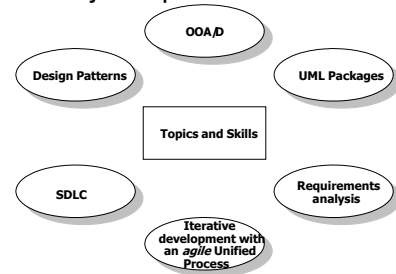 OOA/D
Design Patterns
UML Packages
Topics and Skills
SDLC
Requirements
analysis
Iterative
development with
an agile Unified
Process